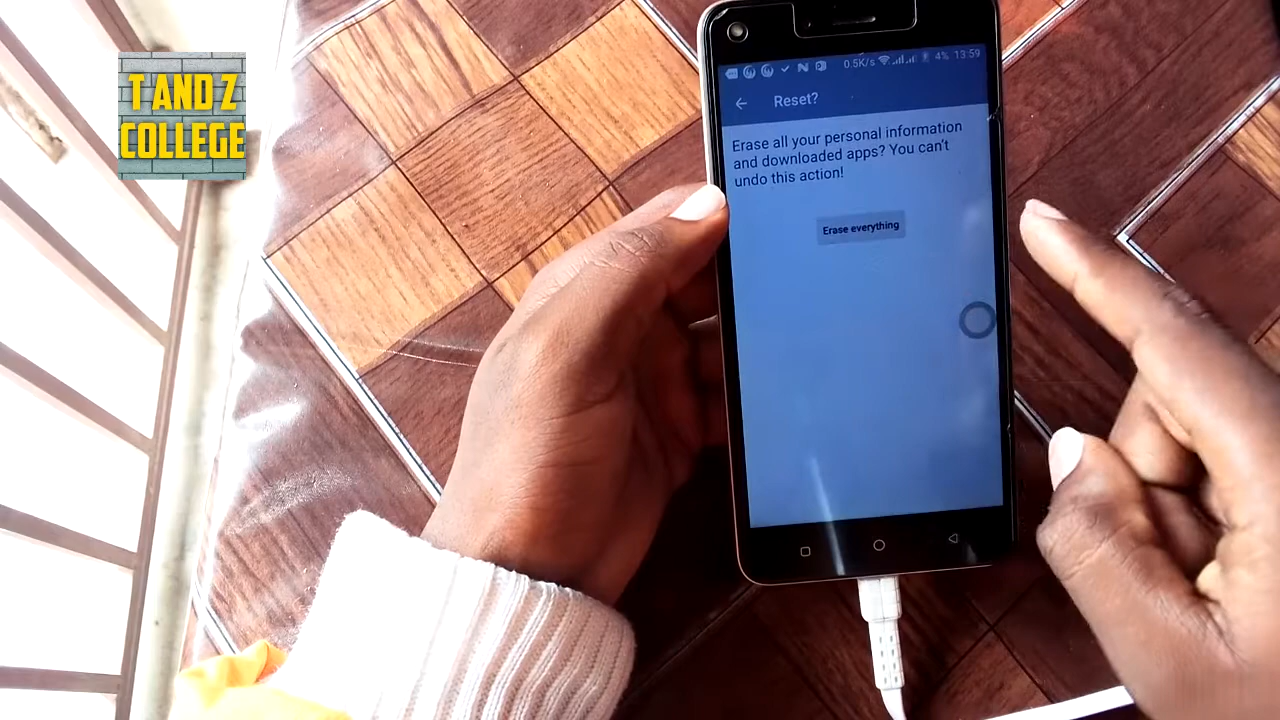 T AND Z
COLLEGE
0.5K/s 4% 13:59
Reset?
Erase all your personal information
and downloaded apps? You can't
undo this action!
Erase everything